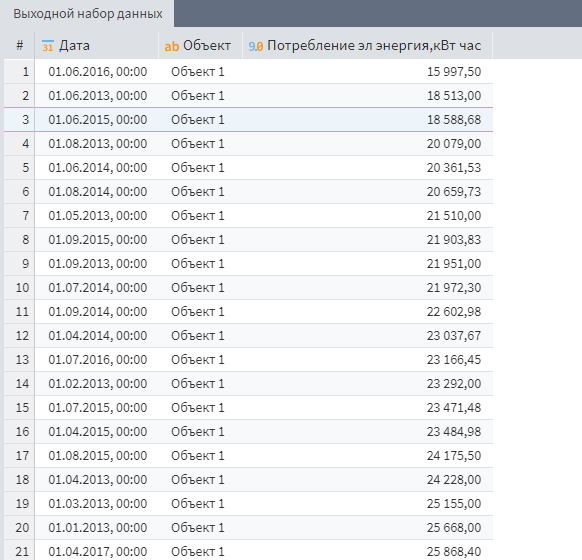 Выходной набор данных
# 31 Дата ab Объект 9.0 Потребление эл энергия,кВт час
1 01.06.2016, 00:00 Объект 1 15 997,50
2 01.06.2013, 00:00 Объект 1 18 513,00
3 01.06.2015, 00:00 Объект 1 18 588,68
4 01.08.2013, 00:00 Объект 1 20 079,00
5 01.06.2014, 00:00 Объект 1 20 361,53
6 01.08.2014, 00:00 Объект 1 20 659,73
7 01.05.2013, 00:00 Объект 1 21 510,00
8 01.09.2015, 00:00 Объект 1 21 903,83
9 01.09.2013, 00:00 Объект 1 21 951,00
10 01.07.2014, 00:00 Объект 1 21 972,30
11 01.09.2014, 00:00 Объект 1 22 602,98
12 01.04.2014, 00:00 Объект 1 23 037,67
13 01.07.2016, 00:00 Объект 1 23 166,45
14 01.02.2013, 00:00 Объект 1 23 292,00
15 01.07.2015, 00:00 Объект 1 23 471,48
16 01.04.2015, 00:00 Объект 1 23 484,98
17 01.08.2015, 00:00 Объект 1 24 175,50
18 01.04.2013, 00:00 Объект 1 24 228,00
19 01.03.2013, 00:00 Объект 1 25 155,00
20 01.01.2013, 00:00 Объект 1 25 668,00
21 01.04.2017, 00:00 Объект 1 25 868,40